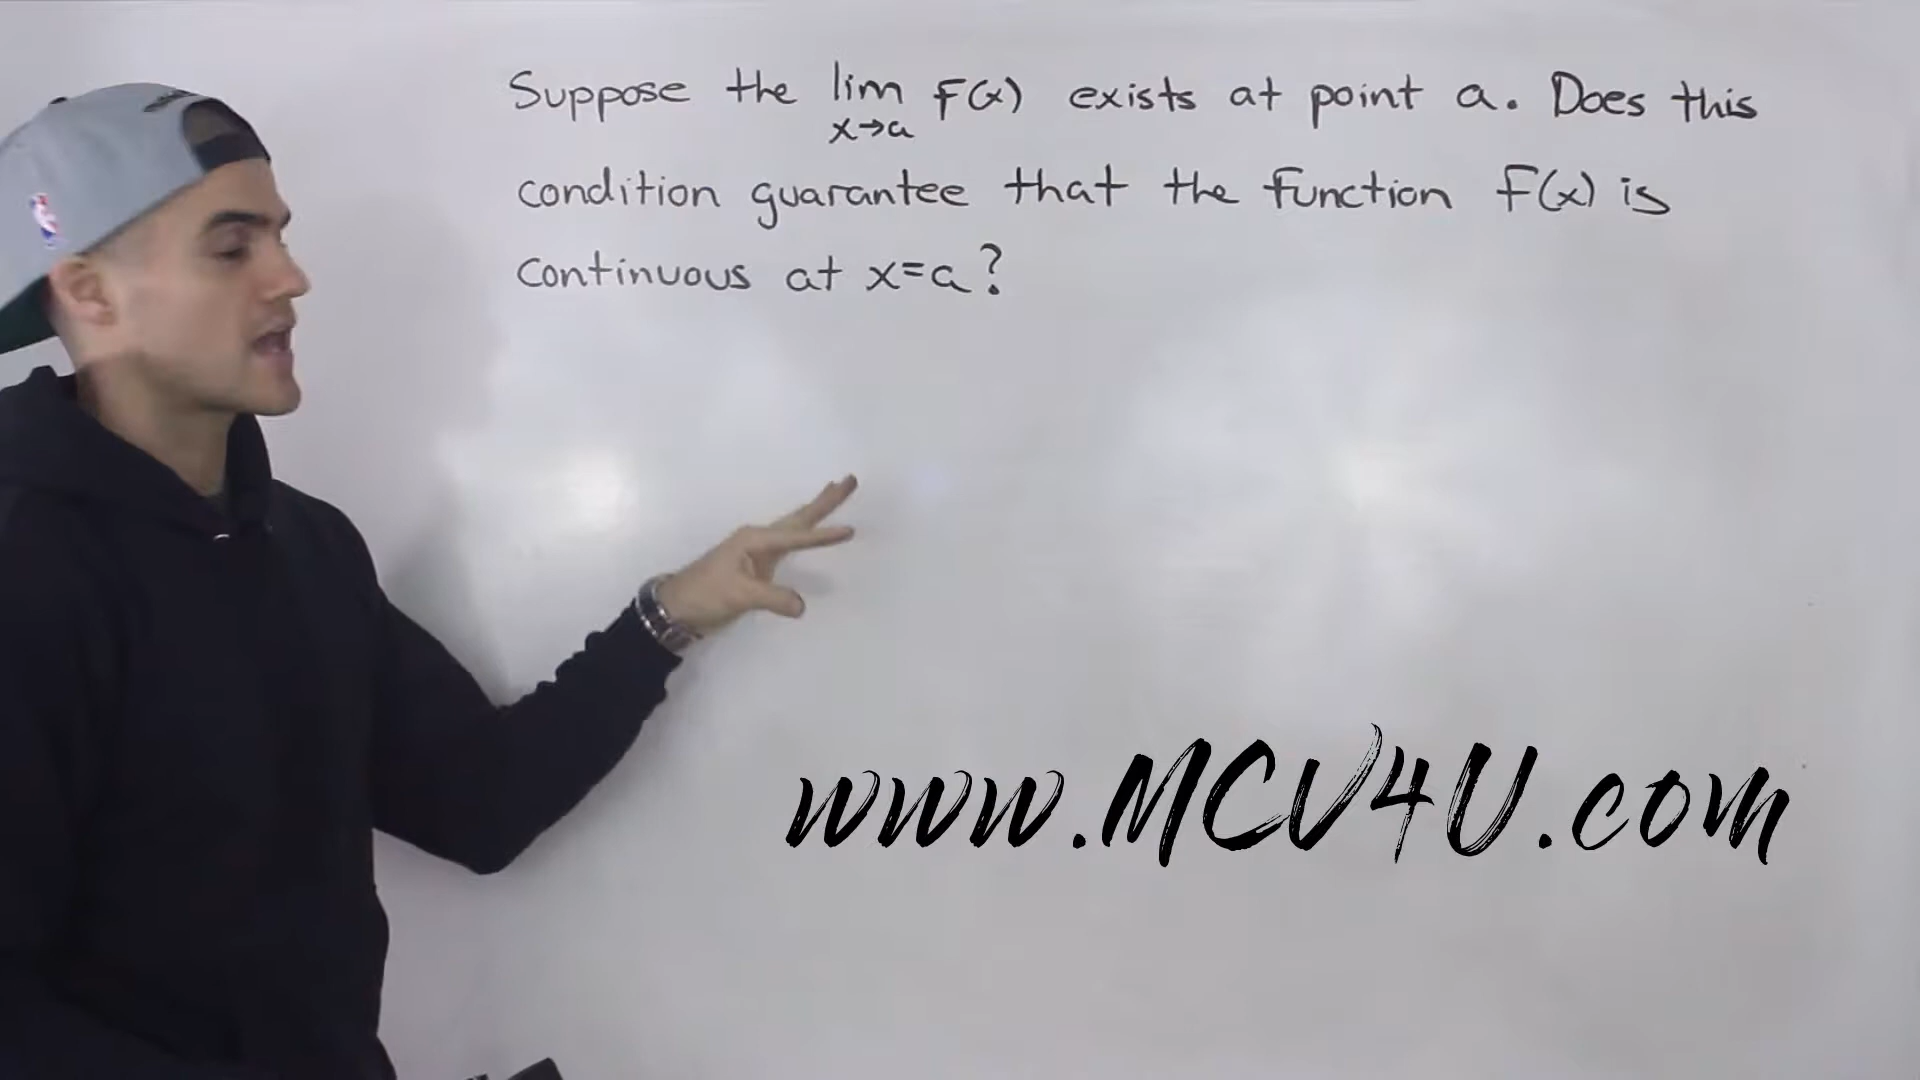 Suppose the lim F(x) exists at point a. Does this
x→a
condition guarantee that the function F(x) is
continuous at x=a?
www.MCV4U.com